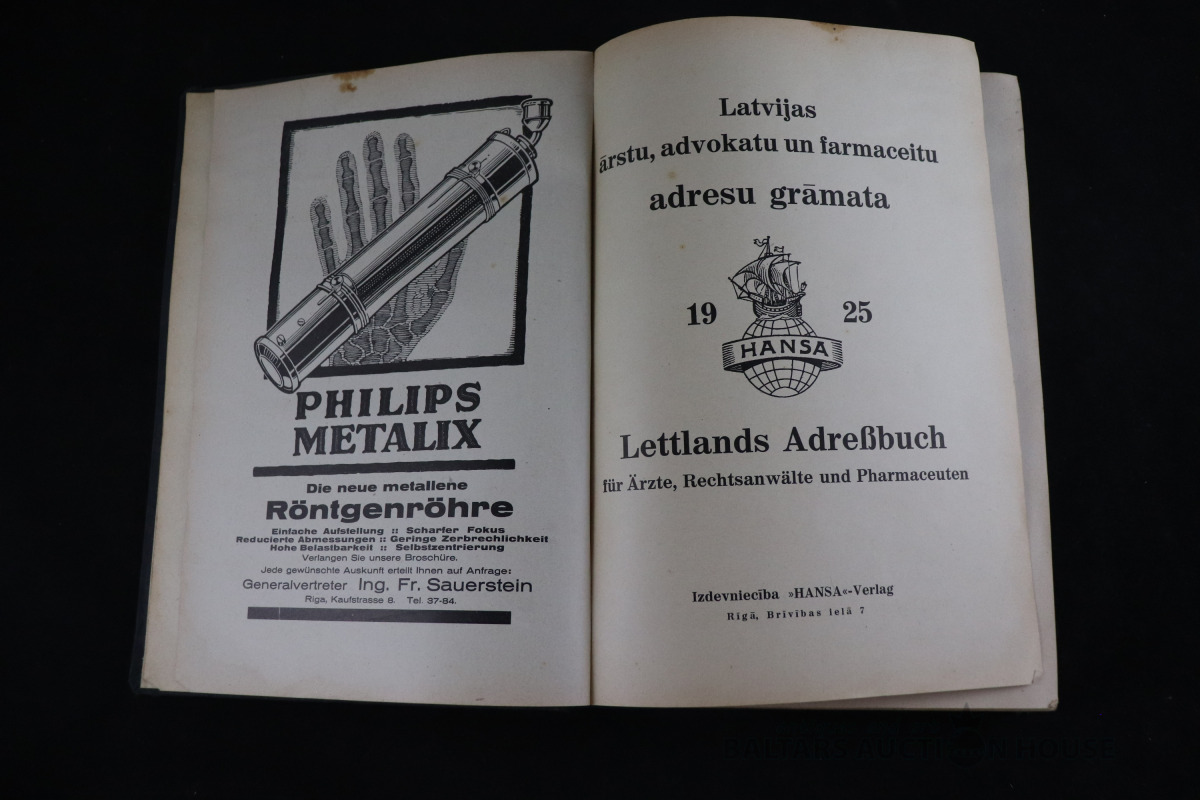 PHILIPS
METALIX
Die neue metallene
Röntgenröhre
Einfache Aufstellung :: Scharfer Fokus
Reducierte Abmessungen :: Geringe Zerbrechlichkeit
Hohe Belastbarkeit :: Selbstzentrierung
Verlangen Sie unsere Broschüre.
Jede gewünschte Auskunft erteilt Ihnen auf Anfrage:
Generalvertreter Ing. Fr. Sauerstein
Riga, Kaufstrasse 8. Tel. 37-84.
Latvijas
ārstu, advokatu un farmaceitu
adresu grāmata
19 25
HANSA
Lettlands Adreßbuch
für Ärzte, Rechtsanwälte und Pharmaceuten
Izdevniecība »HANSA«-Verlag
Rīgā, Brīvības ielā 7
BALTARS AUCTION HOUSE